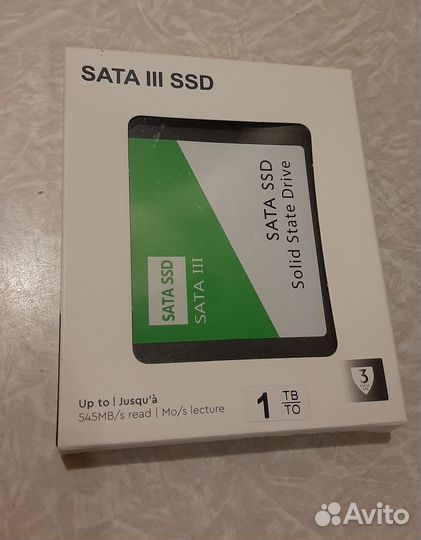 SATA III SSD
SATA SSD
Solid State Drive
SATA SSD
SATA III
Up to | Jusqu'à
545MB/s read | Mo/s lecture
1 TB
TO
3
Avito